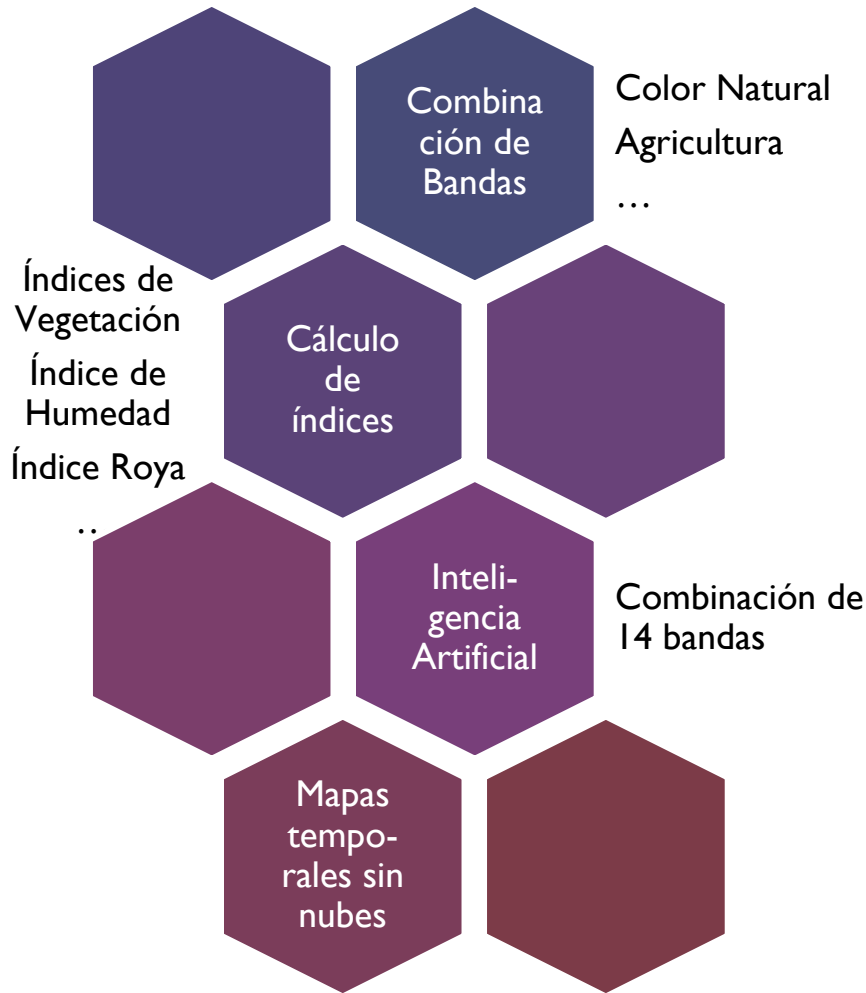 Combina
ción de
Bandas
Color Natural
Agricultura
…
Índices de
Vegetación
Índice de
Humedad
Índice Roya
..
Cálculo
de
índices
Inteli-
gencia
Artificial
Combinación de
14 bandas
Mapas
tempo-
rales sin
nubes